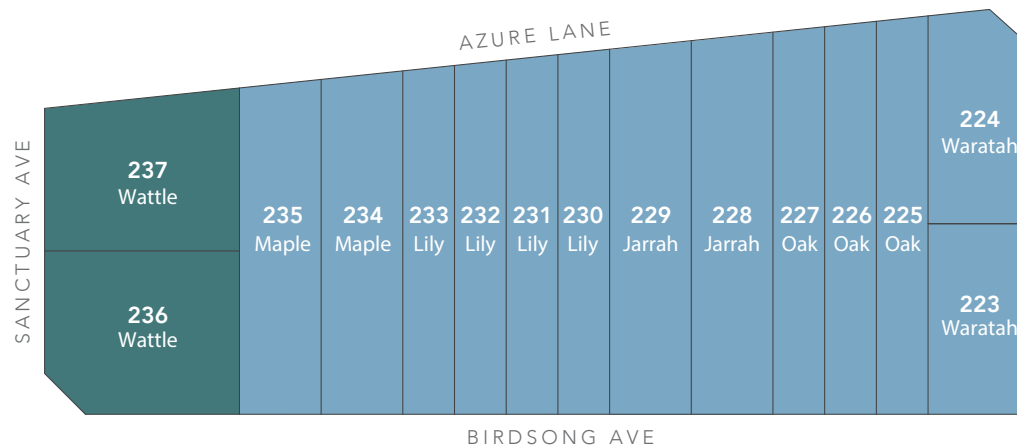 AZURE LANE
SANCTUARY AVE
237
Wattle
236
Wattle
235
Maple
234
Maple
233
Lily
232
Lily
231
Lily
230
Lily
229
Jarrah
228
Jarrah
227
Oak
226
Oak
225
Oak
224
Waratah
223
Waratah
BIRDSONG AVE